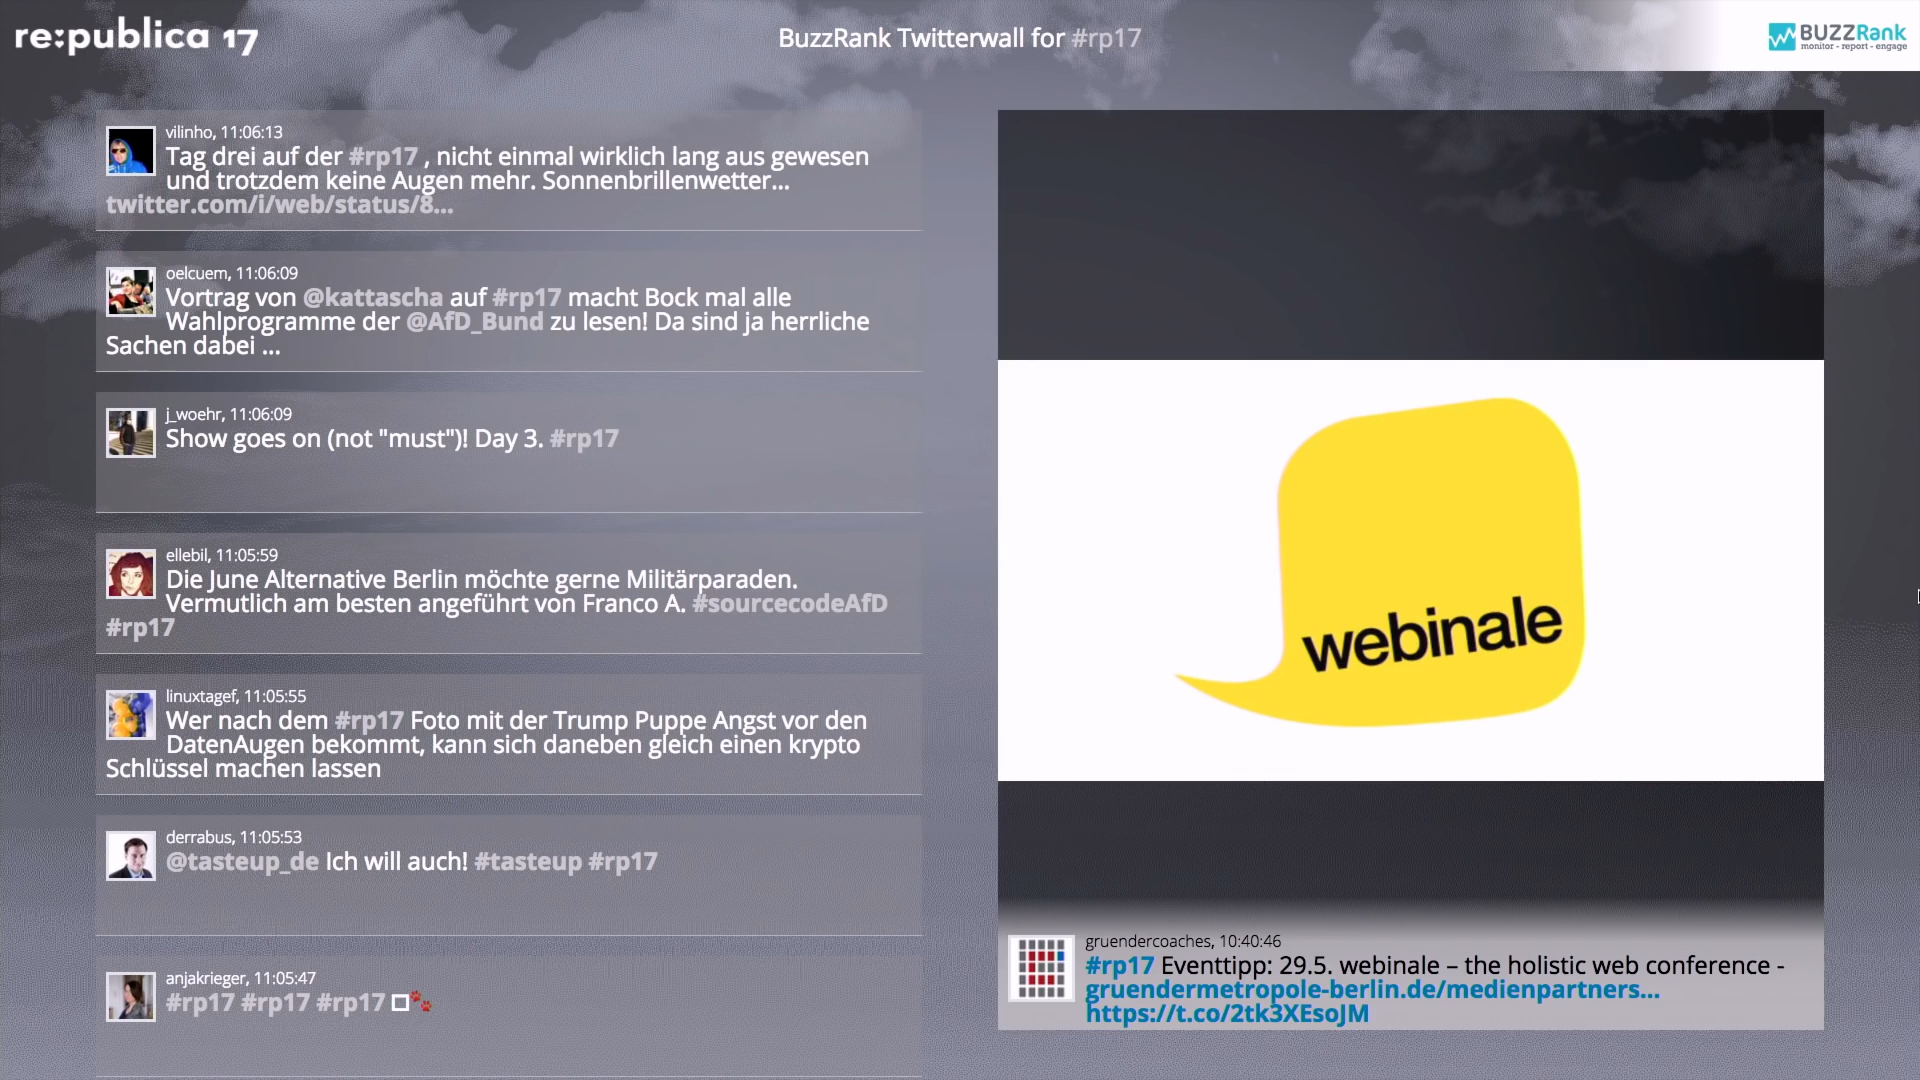 re:publica 17
BuzzRank Twitterwall for #rp17
BUZZRank
monitor - report - engage
vilinho, 11:06:13
Tag drei auf der #rp17 , nicht einmal wirklich lang aus gewesen
und trotzdem keine Augen mehr. Sonnenbrillenwetter...
twitter.com/i/web/status/8...
oelcuem, 11:06:09
Vortrag von @kattascha auf #rp17 macht Bock mal alle
Wahlprogramme der @AfD_Bund zu lesen! Da sind ja herrliche
Sachen dabei ...
j_woehr, 11:06:09
Show goes on (not "must")! Day 3. #rp17
ellebil, 11:05:59
Die June Alternative Berlin möchte gerne Militärparaden.
Vermutlich am besten angeführt von Franco A. #sourcecodeAfD
#rp17
linuxtagef, 11:05:55
Wer nach dem #rp17 Foto mit der Trump Puppe Angst vor den
DatenAugen bekommt, kann sich daneben gleich einen krypto
Schlüssel machen lassen
derrabus, 11:05:53
@tasteup_de Ich will auch! #tasteup #rp17
anjakrieger, 11:05:47
#rp17 #rp17 #rp17
webinale
gruendercoaches, 10:40:46
#rp17 Eventtipp: 29.5. webinale – the holistic web conference -
gruendermetropole-berlin.de/medienpartners...
https://t.co/2tk3XEsoJM